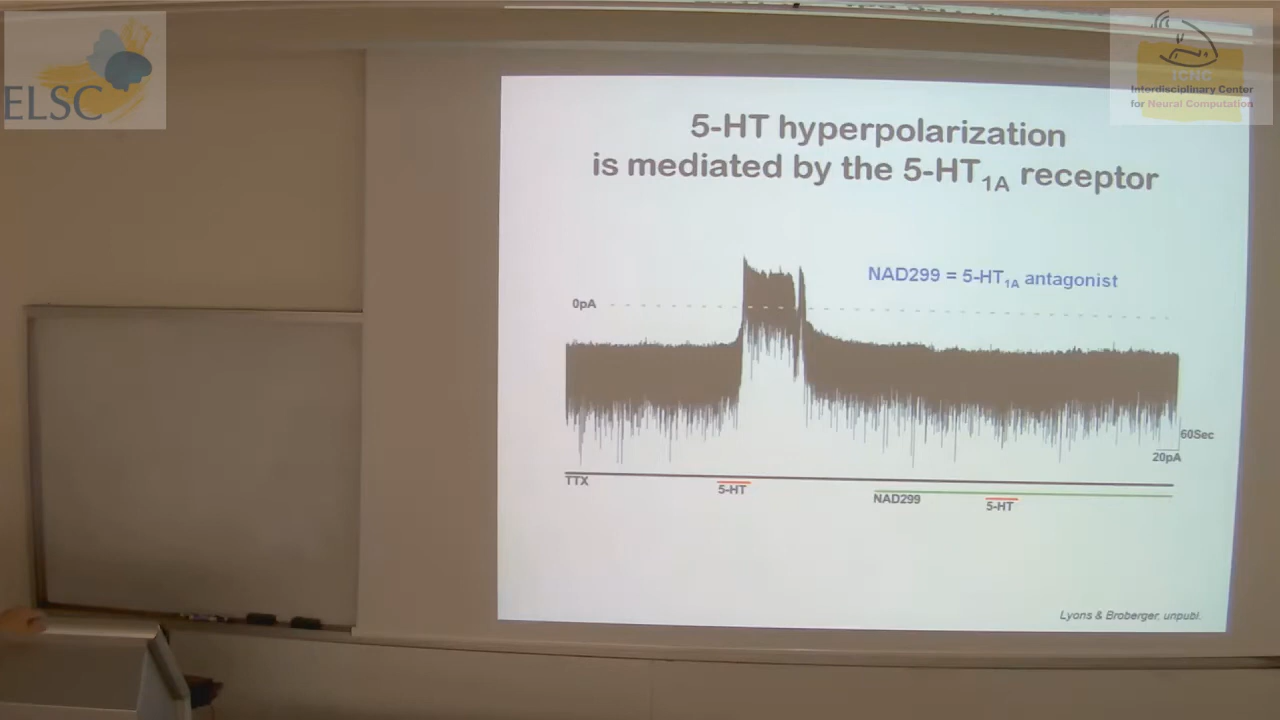 ELSC
ICNC
Interdisciplinary Center
for Neural Computation
5-HT hyperpolarization
is mediated by the 5-HT1A receptor
NAD299 = 5-HT1A antagonist
0pA
60Sec
20pA
TTX
5-HT
NAD299
5-HT
Lyons & Broberger, unpubl.